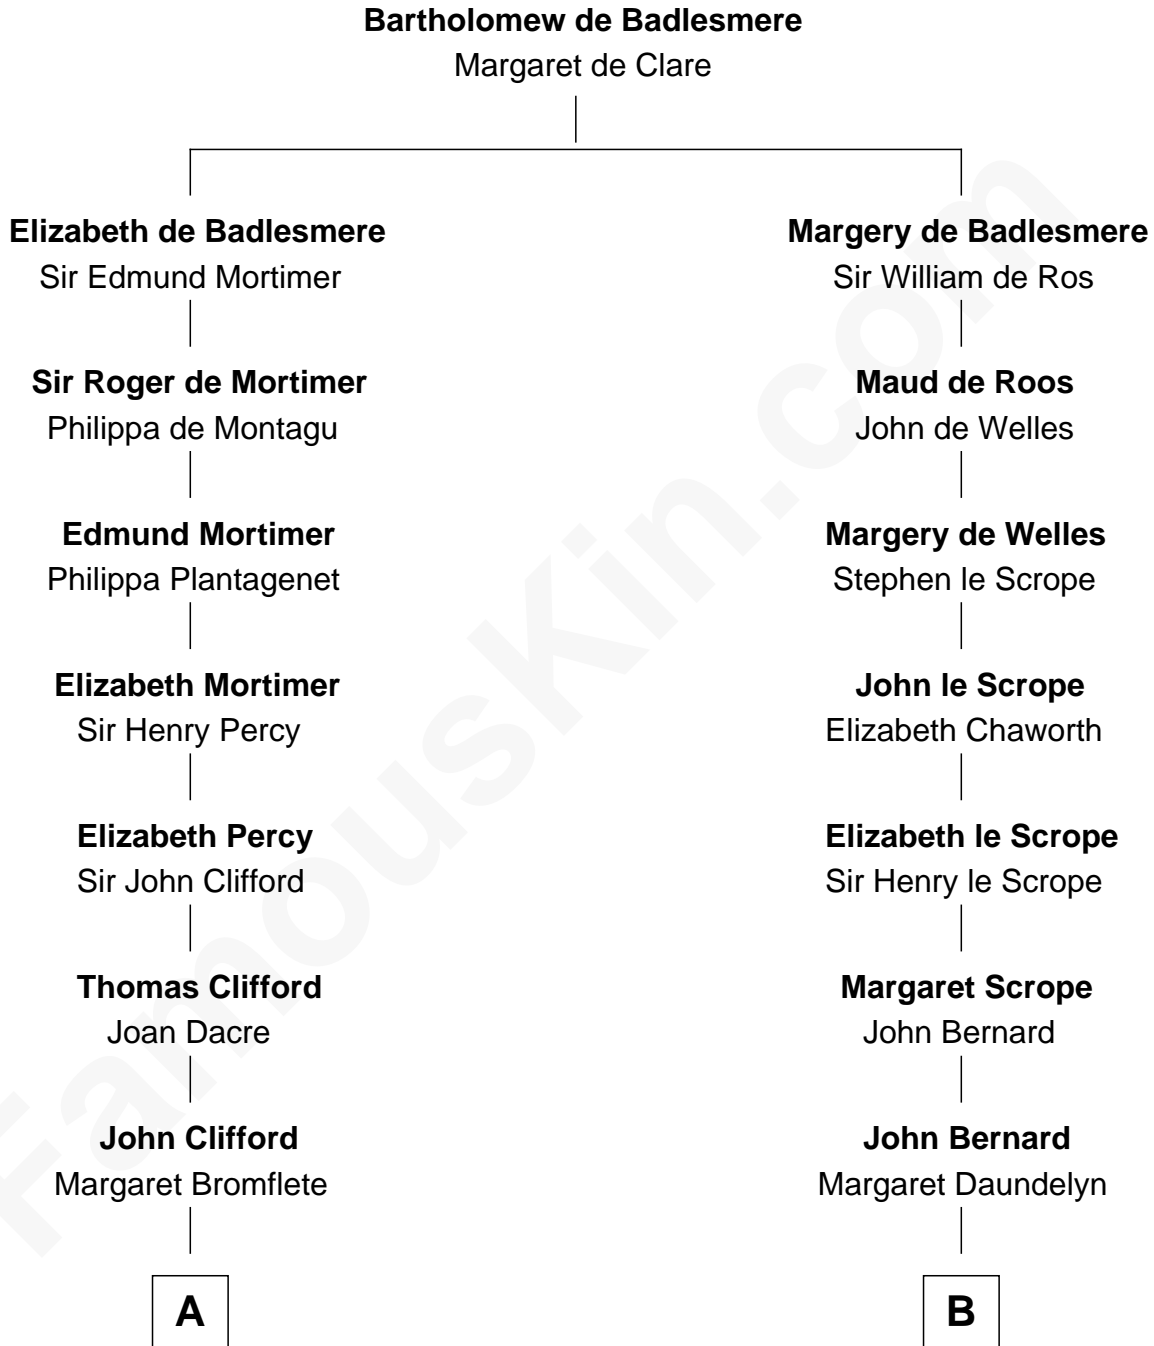 Bartholomew de Badlesmere
Margaret de Clare
Elizabeth de Badlesmere
Sir Edmund Mortimer
Margery de Badlesmere
Sir William de Ros
Sir Roger de Mortimer
Philippa de Montagu
Maud de Roos
John de Welles
Edmund Mortimer
Philippa Plantagenet
Margery de Welles
Stephen le Scrope
Elizabeth Mortimer
Sir Henry Percy
John le Scrope
Elizabeth Chaworth
Elizabeth Percy
Sir John Clifford
Elizabeth le Scrope
Sir Henry le Scrope
Thomas Clifford
Joan Dacre
Margaret Scrope
John Bernard
John Clifford
Margaret Bromflete
John Bernard
Margaret Daundelyn
A
B
FamousKin.com